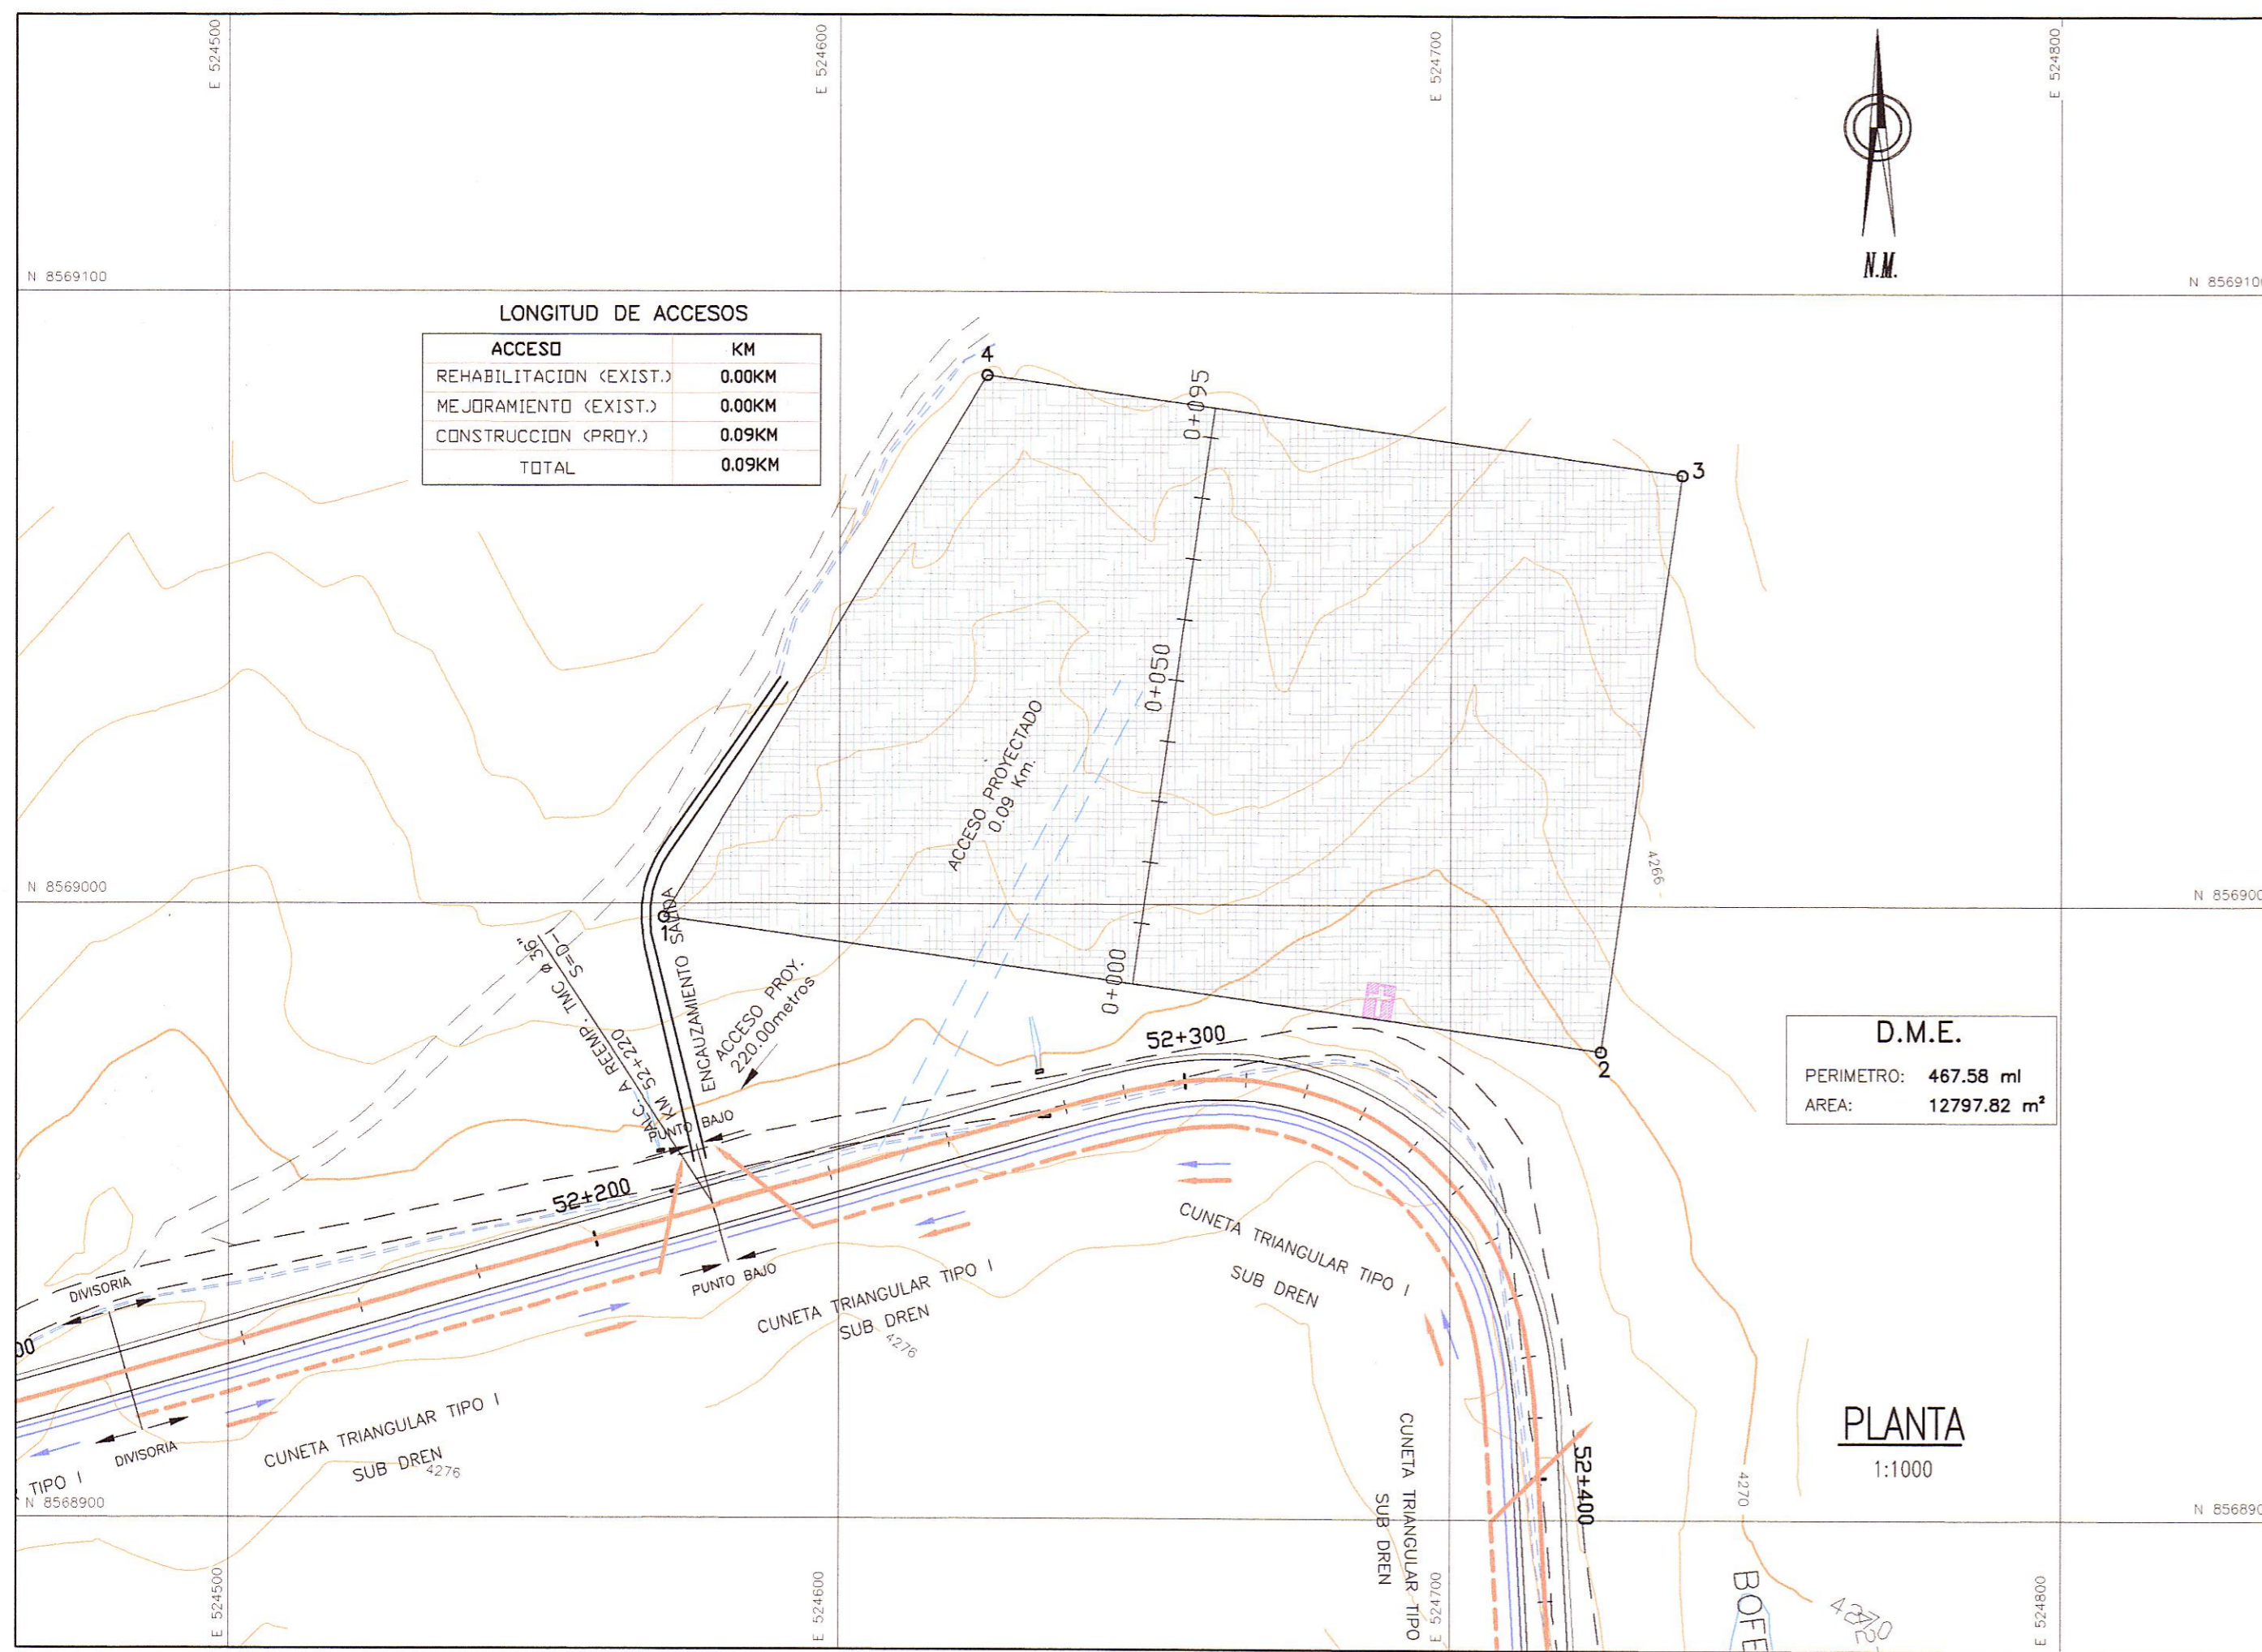 E 524500
E 524600
E 524700
E 524800
N 8569100
N 856910
N.M.
LONGITUD DE ACCESOS
ACCESO KM
REHABILITACION (EXIST.) 0.00KM
MEJORAMIENTO (EXIST.) 0.00KM
CONSTRUCCION (PROY.) 0.09KM
TOTAL 0.09KM
4
0+095
3
0+050
ACCESO PROYECTADO
0.09 Km.
4266
N 8569000
N 856900
1
ENCAUZAMIENTO SALIDA
ALC. A REEMP. TMC ø 36"
S=D-I
KM 52+220
ACCESO PROY.
220.00metros
0+000
52+300
2
D.M.E.
PERIMETRO: 467.58 ml
AREA: 12797.82 m²
PUNTO BAJO
52+200
PUNTO BAJO
CUNETA TRIANGULAR TIPO I
SUB DREN
CUNETA TRIANGULAR TIPO I
SUB DREN
4276
DIVISORIA
00
DIVISORIA
CUNETA TRIANGULAR TIPO I
SUB DREN
4276
TIPO I
N 8568900
N 856890
CUNETA TRIANGULAR TIPO
SUB DREN
52+400
PLANTA
1:1000
4270
BOFE
4270
E 524500
E 524600
E 524700
E 524800